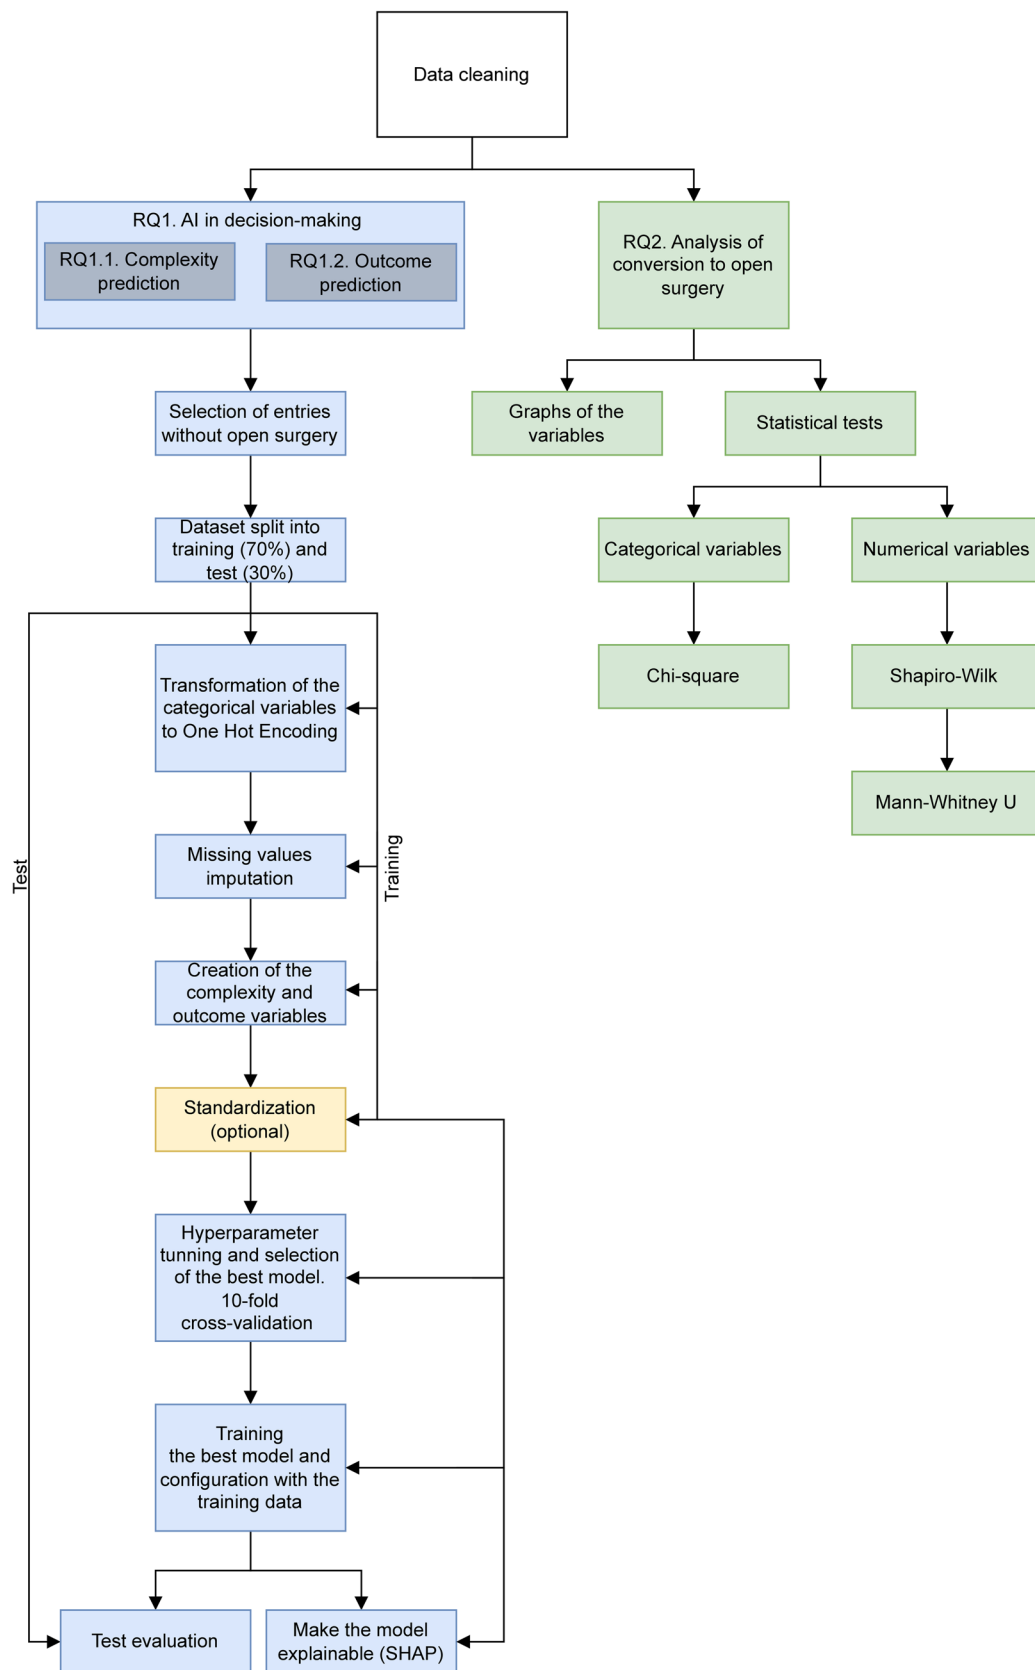 Data cleaning
RQ1. AI in decision-making
RQ1.1. Complexity
prediction
RQ1.2. Outcome
prediction
RQ2. Analysis of
conversion to open
surgery
Selection of entries
without open surgery
Graphs of the
variables
Statistical tests
Dataset split into
training (70%) and
test (30%)
Categorical variables
Numerical variables
Transformation of the
categorical variables
to One Hot Encoding
Chi-square
Shapiro-Wilk
Mann-Whitney U
Test
Training
Missing values
imputation
Creation of the
complexity and
outcome variables
Standardization
(optional)
Hyperparameter
tunning and selection
of the best model.
10-fold
cross-validation
Training
the best model and
configuration with the
training data
Test evaluation
Make the model
explainable (SHAP)